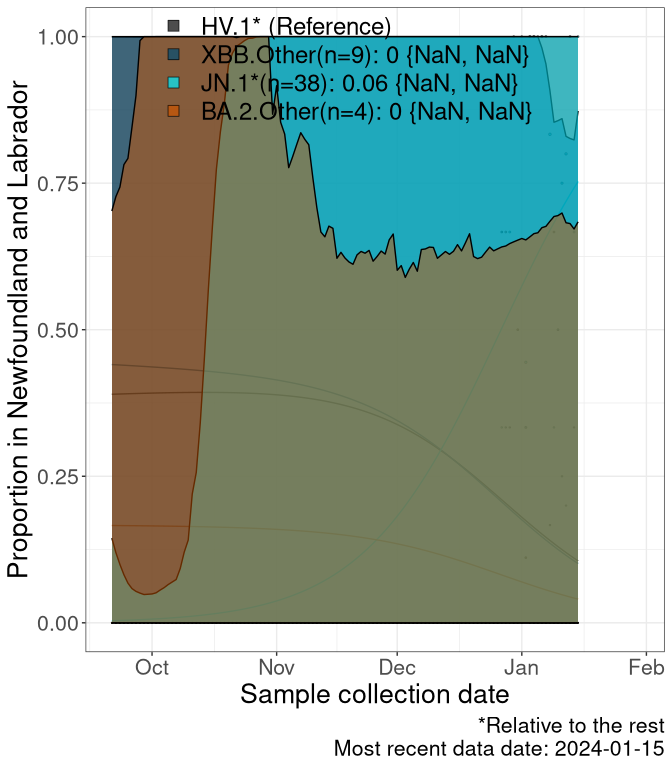 HV.1* (Reference)
XBB.Other(n=9): 0 {NaN, NaN}
JN.1*(n=38): 0.06 {NaN, NaN}
BA.2.Other(n=4): 0 {NaN, NaN}
1.00
0.75
0.50
0.25
0.00
Proportion in Newfoundland and Labrador
Oct Nov Dec Jan Feb
Sample collection date
*Relative to the rest
Most recent data date: 2024-01-15